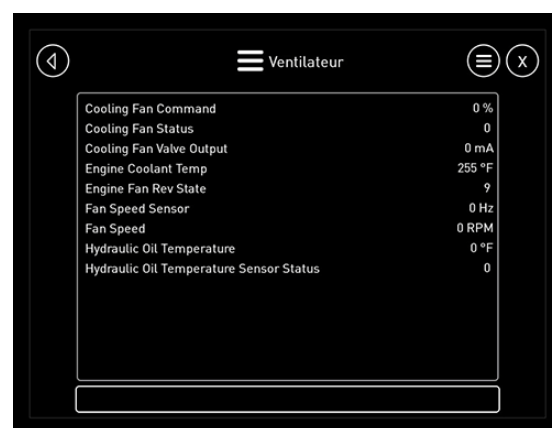 Ventilateur
X
Cooling Fan Command 0 %
Cooling Fan Status 0
Cooling Fan Valve Output 0 mA
Engine Coolant Temp 255 °F
Engine Fan Rev State 9
Fan Speed Sensor 0 Hz
Fan Speed 0 RPM
Hydraulic Oil Temperature 0 °F
Hydraulic Oil Temperature Sensor Status 0